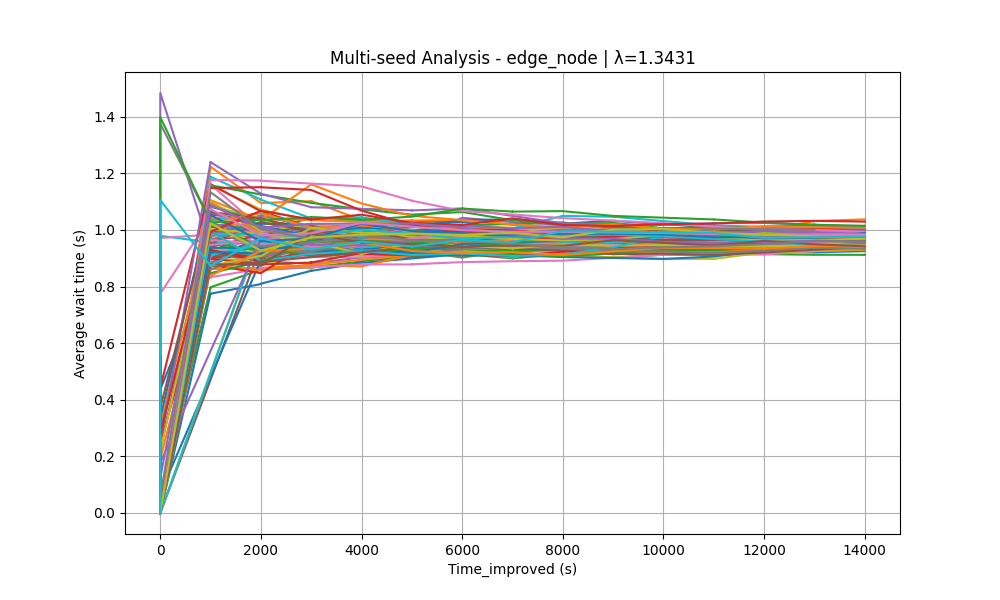 Multi-seed Analysis - edge_node | λ=1.3431
Average wait time (s)
1.4
1.2
1.0
0.8
0.6
0.4
0.2
0.0
0 2000 4000 6000 8000 10000 12000 14000
Time_improved (s)